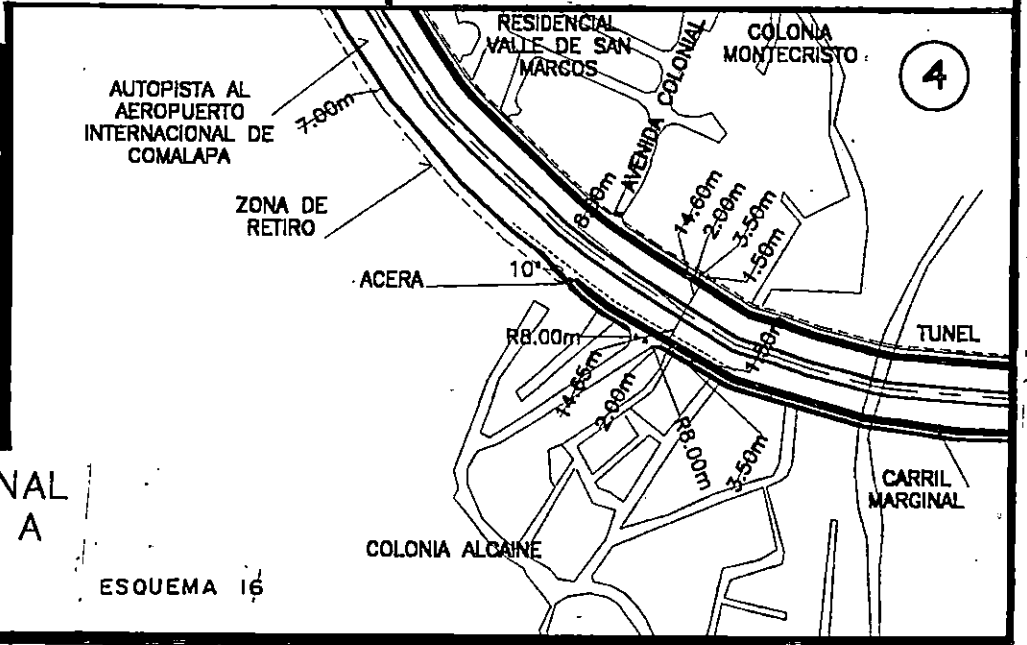 RESIDENCIAL
VALLE DE SAN
MARCOS
COLONIA
MONTECRISTO
4
AUTOPISTA AL
AEROPUERTO
INTERNACIONAL DE
COMALAPA
7.00m
AVENIDA COLONIAL
ZONA DE
RETIRO
14.60m
2.00m
3.50m
1.50m
ACERA
10°
R8.00m
TUNEL
14.65m
2.00m
R8.00m
3.50m
CARRIL
MARGINAL
NAL
A
COLONIA ALCAINE
ESQUEMA 16